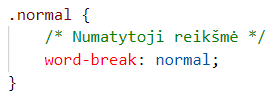 .normal {
/* Numatytoji reikšmė */
word-break: normal;
}